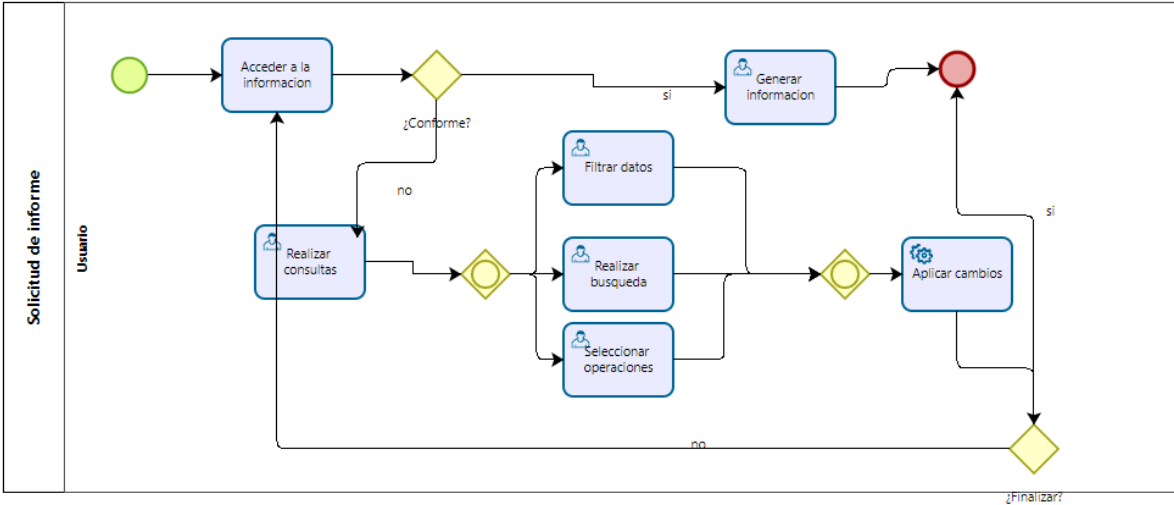 Solicitud de informe
Usuario
Acceder a la
informacion
¿Conforme?
si
Generar
informacion
no
Filtrar datos
Realizar
consultas
Realizar
busqueda
Seleccionar
operaciones
Aplicar cambios
si
no
¿Finalizar?